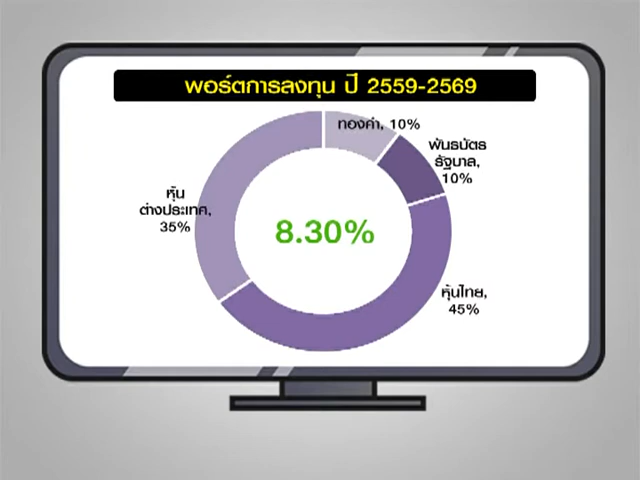 พอร์ตการลงทุน ปี 2559-2569
ทองคำ, 10%
พันธบัตร
รัฐบาล,
10%
หุ้น
ต่างประเทศ,
35%
8.30%
หุ้นไทย,
45%